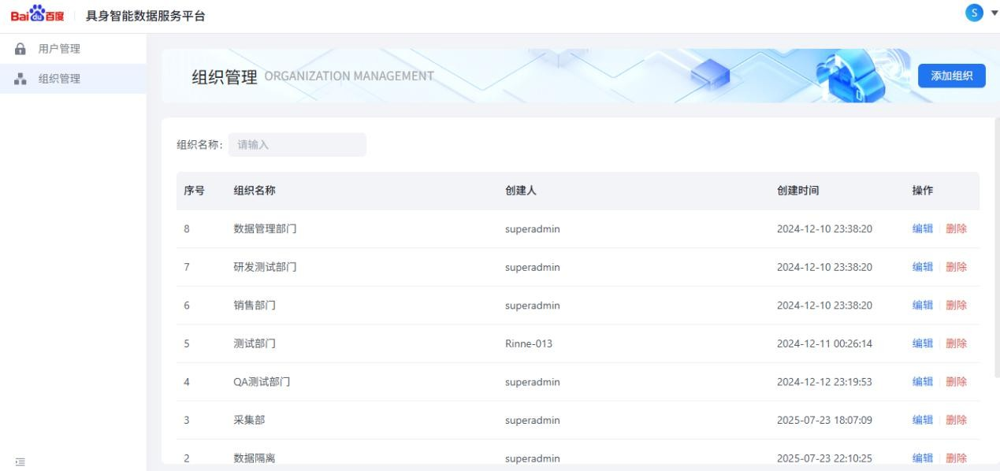 Bai du 百度 具身智能数据服务平台 S
用户管理
组织管理
组织管理 ORGANIZATION MANAGEMENT 添加组织
组织名称: 请输入
序号 组织名称 创建人 创建时间 操作
8 数据管理部门 superadmin 2024-12-10 23:38:20 编辑 删除
7 研发测试部门 superadmin 2024-12-10 23:38:20 编辑 删除
6 销售部门 superadmin 2024-12-10 23:38:20 编辑 删除
5 测试部门 Rinne-013 2024-12-11 00:26:14 编辑 删除
4 QA测试部门 superadmin 2024-12-12 23:19:53 编辑 删除
3 采集部 superadmin 2025-07-23 18:07:09 编辑 删除
2 数据隔离 superadmin 2025-07-23 22:10:25 编辑 删除